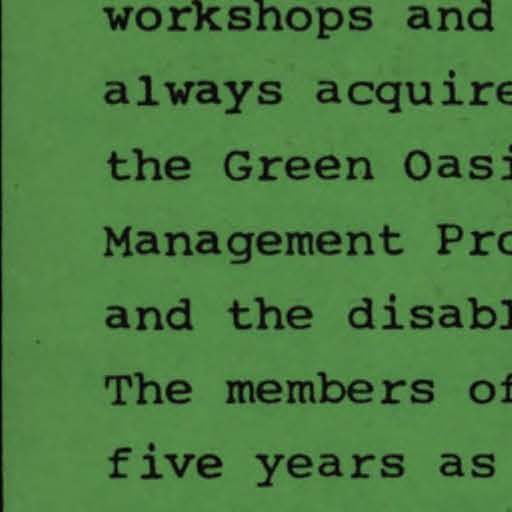 workshops and
always acquire
the Green Oasi
Management Pro
and the disabl
The members of
five years as